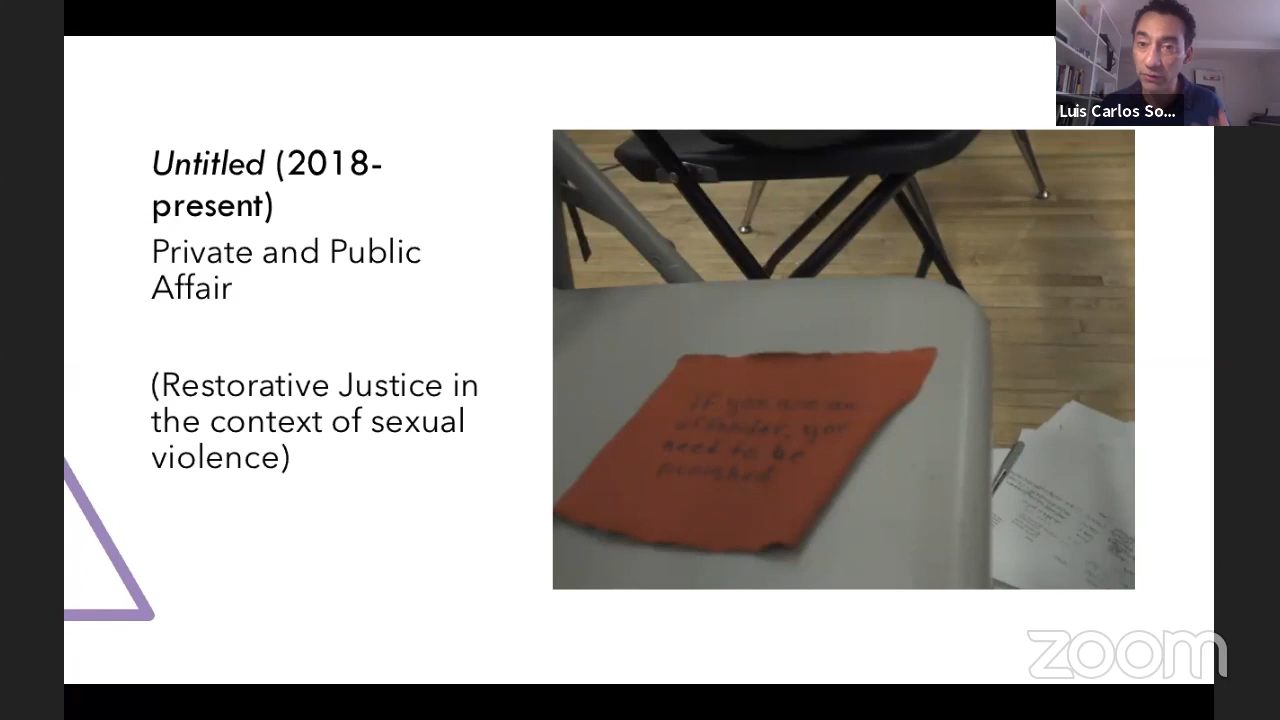 Untitled (2018-
present)
Private and Public
Affair
(Restorative Justice in
the context of sexual
violence)
If you are an
offender, you
need to be
punished
Luis Carlos So...
zoom